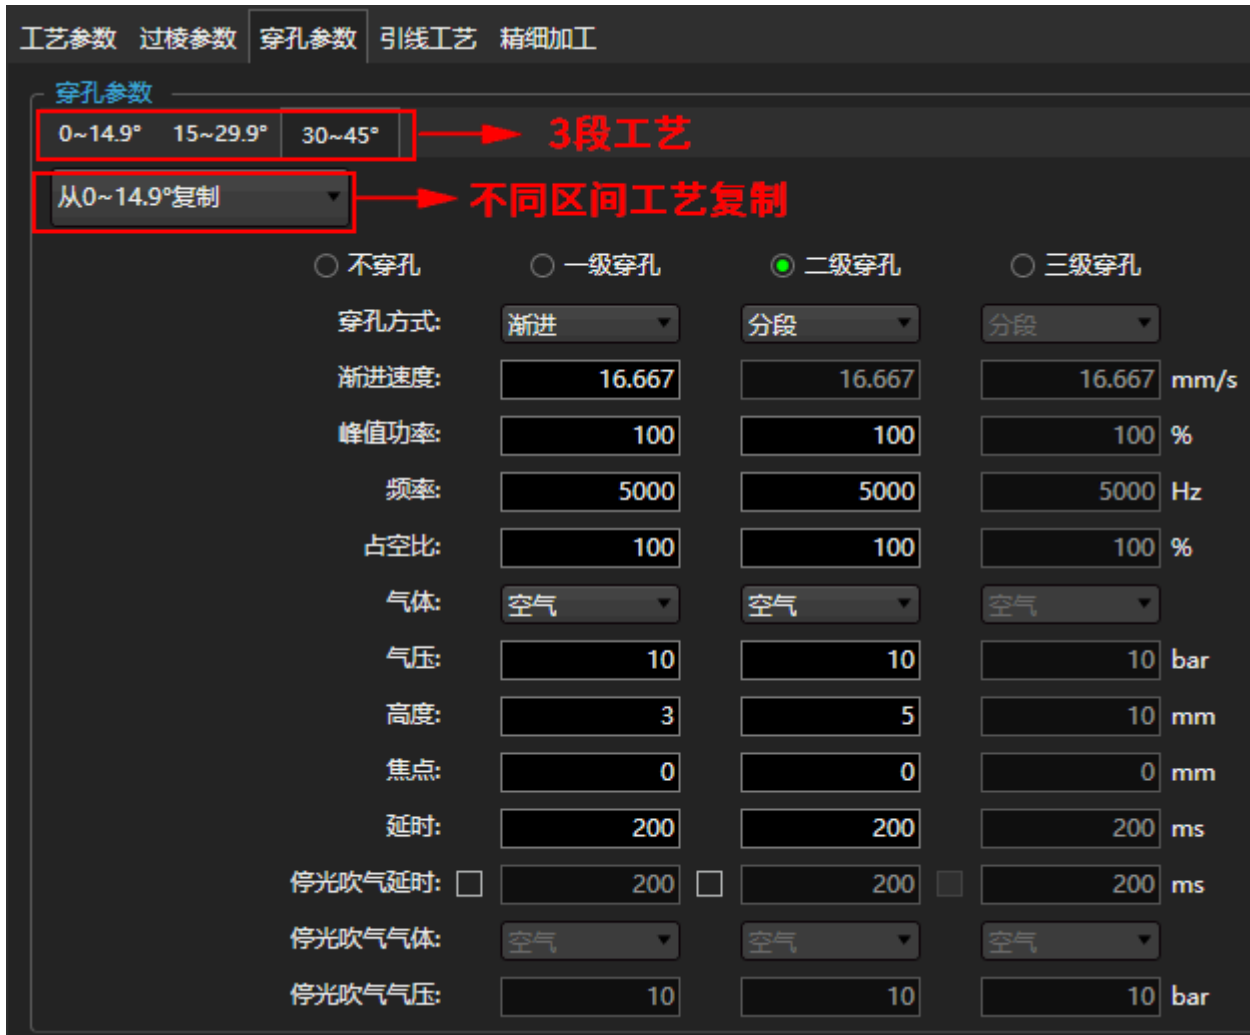 工艺参数 过棱参数 穿孔参数 引线工艺 精细加工
穿孔参数
0~14.9° 15~29.9° 30~45° 3段工艺
从0~14.9°复制 不同区间工艺复制
不穿孔 一级穿孔 二级穿孔 三级穿孔
穿孔方式: 渐进 分段 分段
渐进速度: 16.667 16.667 16.667 mm/s
峰值功率: 100 100 100 %
频率: 5000 5000 5000 Hz
占空比: 100 100 100 %
气体: 空气 空气 空气
气压: 10 10 10 bar
高度: 3 5 10 mm
焦点: 0 0 0 mm
延时: 200 200 200 ms
停光吹气延时: 200 200 200 ms
停光吹气气体: 空气 空气 空气
停光吹气气压: 10 10 10 bar